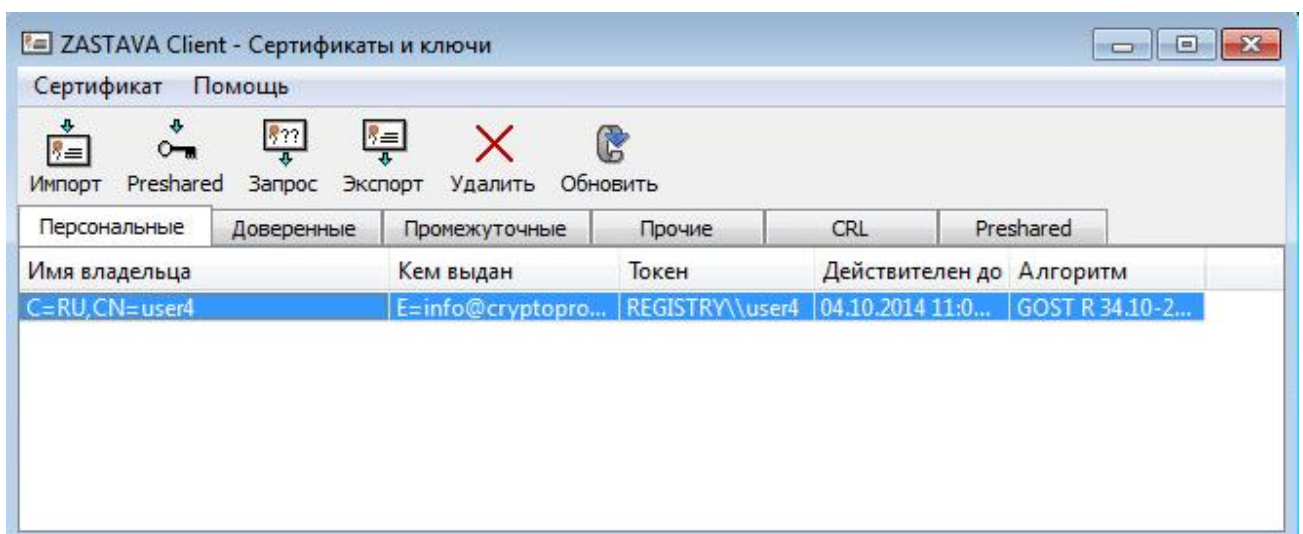 ZASTAVA Client - Сертификаты и ключи
Сертификат Помощь
Импорт Preshared Запрос Экспорт Удалить Обновить
Персональные Доверенные Промежуточные Прочие CRL Preshared
Имя владельца Кем выдан Токен Действителен до Алгоритм
C=RU,CN=user4 E=info@cryptopro... REGISTRY\\user4 04.10.2014 11:0... GOST R 34.10-2...